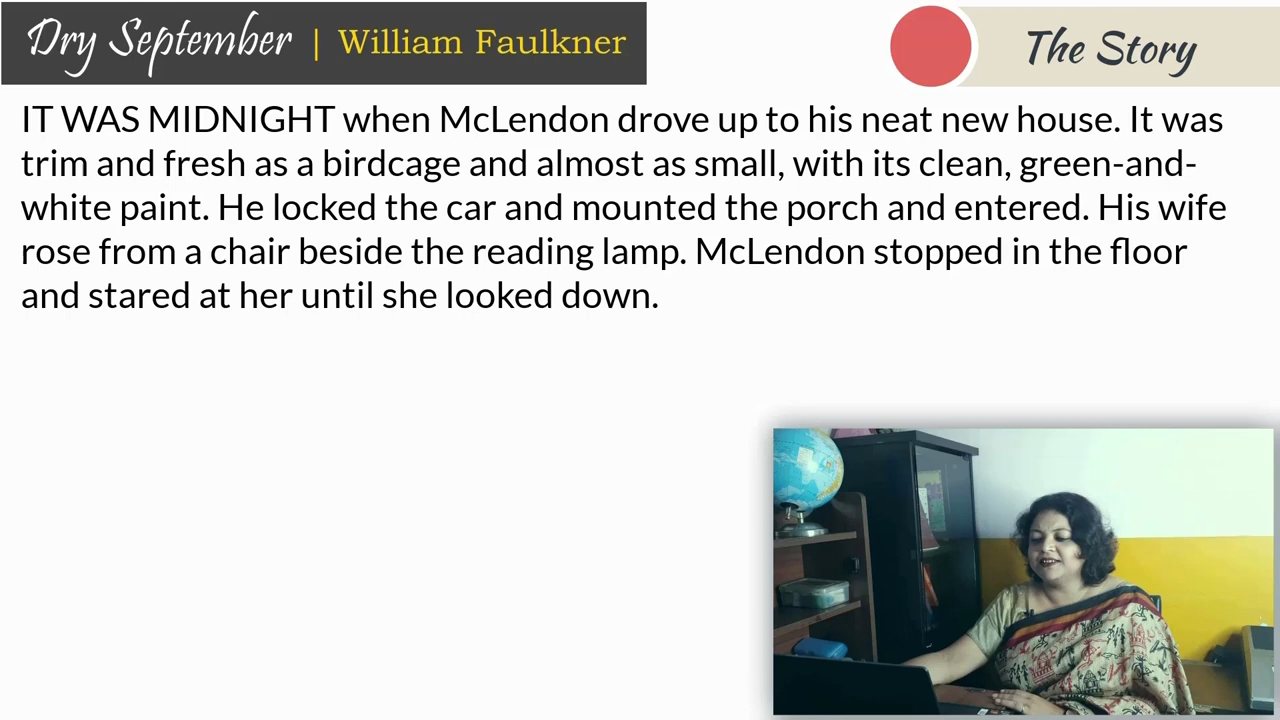 Dry September | William Faulkner
The Story
IT WAS MIDNIGHT when McLendon drove up to his neat new house. It was
trim and fresh as a birdcage and almost as small, with its clean, green-and-
white paint. He locked the car and mounted the porch and entered. His wife
rose from a chair beside the reading lamp. McLendon stopped in the floor
and stared at her until she looked down.